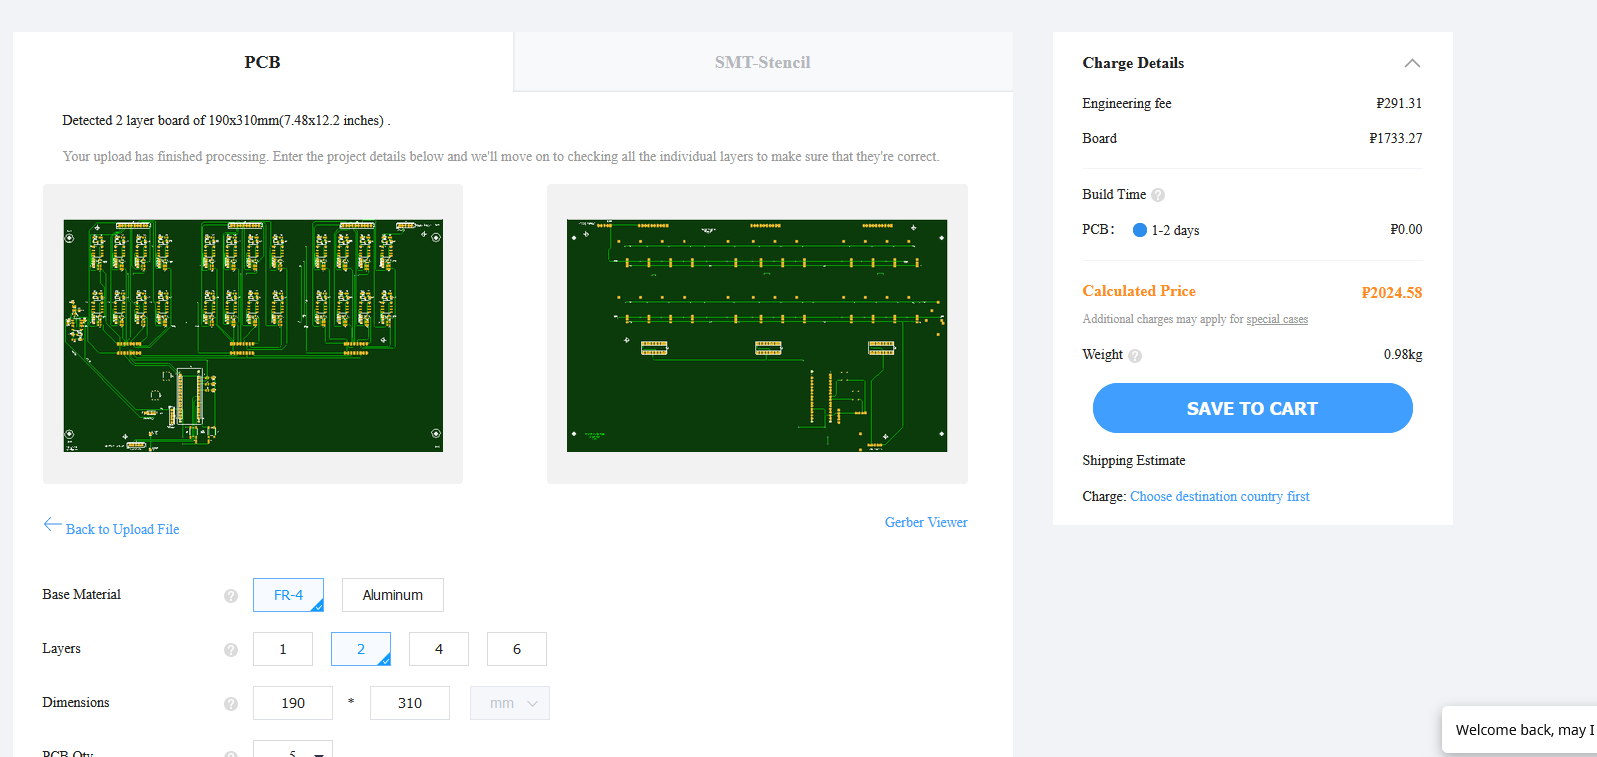 PCB
SMT-Stencil
Detected 2 layer board of 190x310mm(7.48x12.2 inches) .
Your upload has finished processing. Enter the project details below and we'll move on to checking all the individual layers to make sure that they're correct.
Back to Upload File
Gerber Viewer
Base Material ? FR-4 Aluminum
Layers ? 1 2 4 6
Dimensions ? 190 * 310 mm
PCB Qty ? 5
Charge Details
Engineering fee ₽291.31
Board ₽1733.27
Build Time ?
PCB: 1-2 days ₽0.00
Calculated Price ₽2024.58
Additional charges may apply for special cases
Weight ? 0.98kg
SAVE TO CART
Shipping Estimate
Charge: Choose destination country first
Welcome back, may I